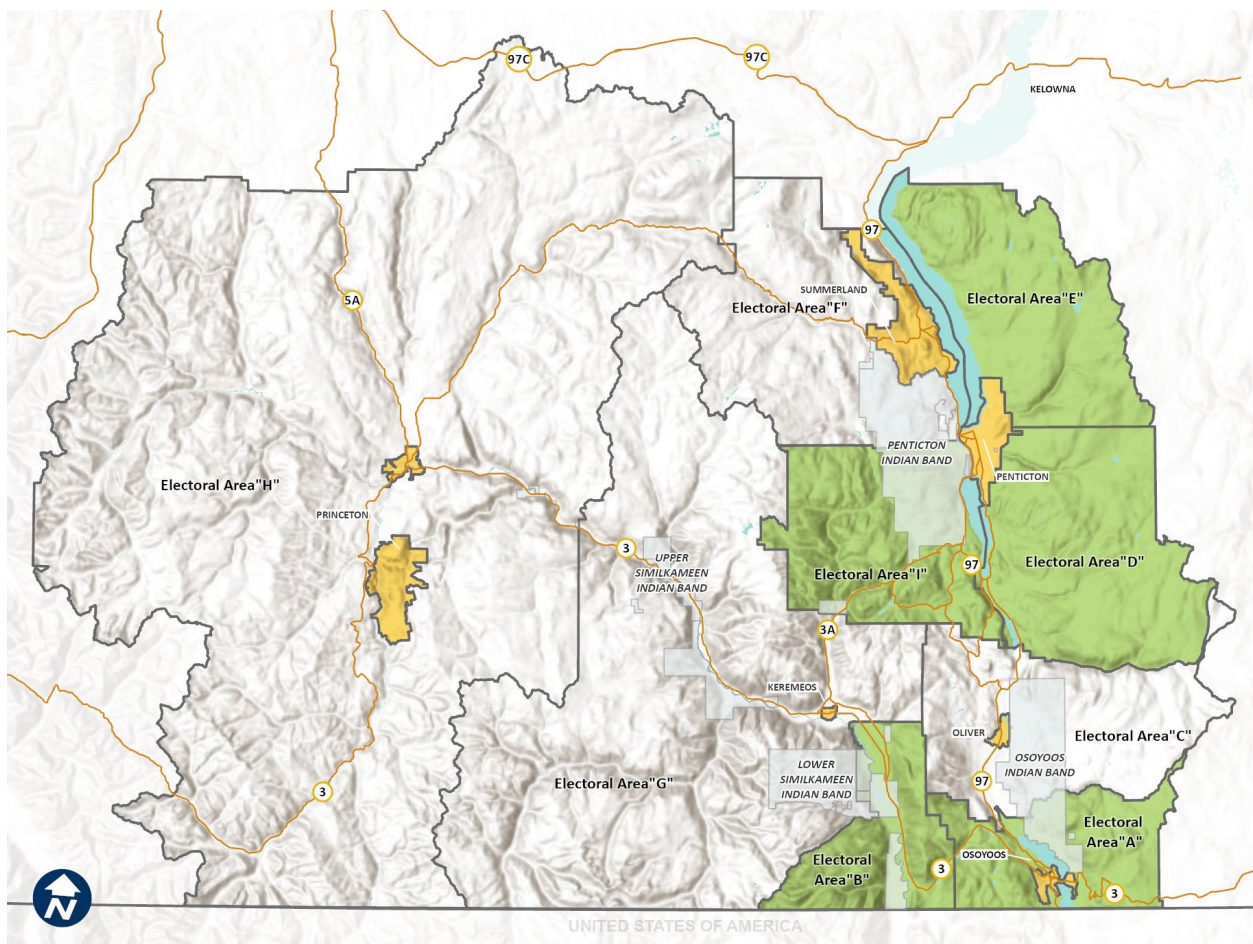 97C
97C
KELOWNA
97
SUMMERLAND
Electoral Area"F"
Electoral Area"E"
5A
PENTICTON
INDIAN BAND
PENTICTON
Electoral Area"H"
PRINCETON
3
UPPER
SIMILKAMEEN
INDIAN BAND
97
Electoral Area"I"
Electoral Area"D"
3A
KEREMEOS
OLIVER
Electoral Area"C"
OSOYOOS
INDIAN BAND
LOWER
SIMILKAMEEN
INDIAN BAND
Electoral Area"G"
97
3
Electoral
Area"A"
OSOYOOS
Electoral
Area"B"
3
3
N
UNITED STATES OF AMERICA